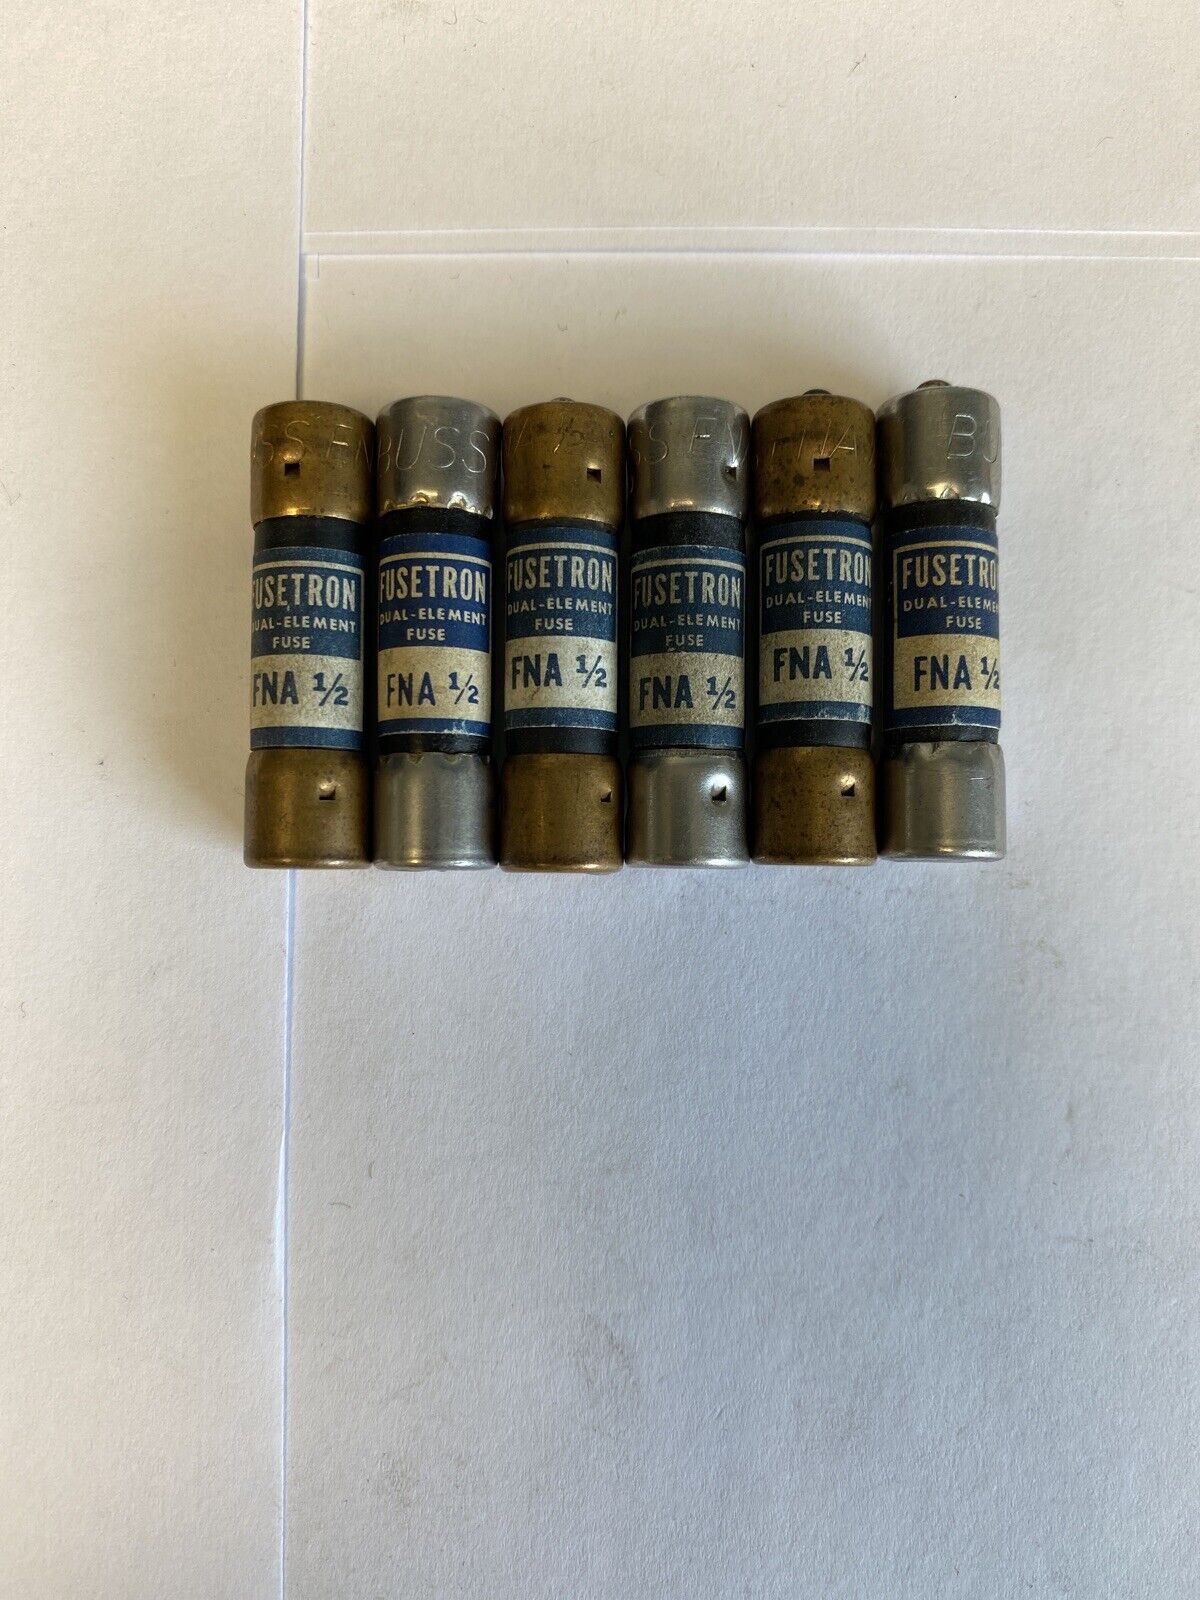 BUSS
FUSETRON
DUAL-ELEMENT
FUSE
FNA 1/2
FUSETRON
DUAL-ELEMENT
FUSE
FNA 1/2
FUSETRON
DUAL-ELEMENT
FUSE
FNA 1/2
FUSETRON
DUAL-ELEMENT
FUSE
FNA 1/2
FUSETRON
DUAL-ELEMENT
FUSE
FNA 1/2
FUSETRON
DUAL-ELEMENT
FUSE
FNA 1/2